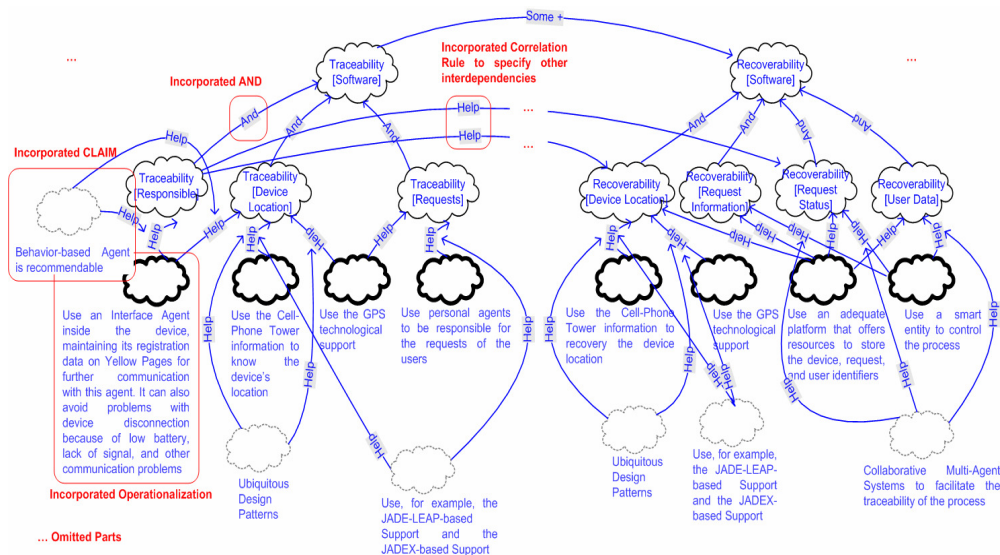 Some +
...
Incorporated Correlation
Rule to specify other
interdependencies
...
Traceability
[Software]
Recoverability
[Software]
Incorporated AND
And
And
And
Help
...
Help
...
And
And
And
And
Help
Incorporated CLAIM
Traceability
[Responsible]
Traceability
[Device
Location]
Traceability
[Requests]
Recoverability
[Device Location]
Recoverability
[Request
Information]
Recoverability
[Request
Status]
Recoverability
[User Data]
Help
Help
Help
Help
Help
Help
Help
Help
Help
Help
Help
Help
Help
Behavior-based Agent
is recommendable
Use an Interface Agent
inside the device,
maintaining its registration
data on Yellow Pages for
further communication
with this agent. It can also
avoid problems with
device disconnection
because of low battery,
lack of signal, and other
communication problems
Incorporated Operationalization
Use the Cell-
Phone Tower
information to
know the
device's
location
Use the GPS
technological
support
Use personal agents
to be responsible for
the requests of the
users
Use the Cell-Phone
Tower information to
recovery the device
location
Use the GPS
technological
support
Use an adequate
platform that offers
resources to store
the device, request,
and user identifiers
Use a smart
entity to control
the process
Help
Help
Help
Help
Help
Help
Help
Help
Help
Help
Help
Help
Ubiquitous
Design
Patterns
Use, for example, the
JADE-LEAP-based
Support and the
JADEX-based Support
Ubiquitous
Design
Patterns
Use, for example,
the JADE-LEAP-
based Support
and the JADEX-
based Support
Collaborative Multi-Agent
Systems to facilitate the
traceability of the process
... Omitted Parts